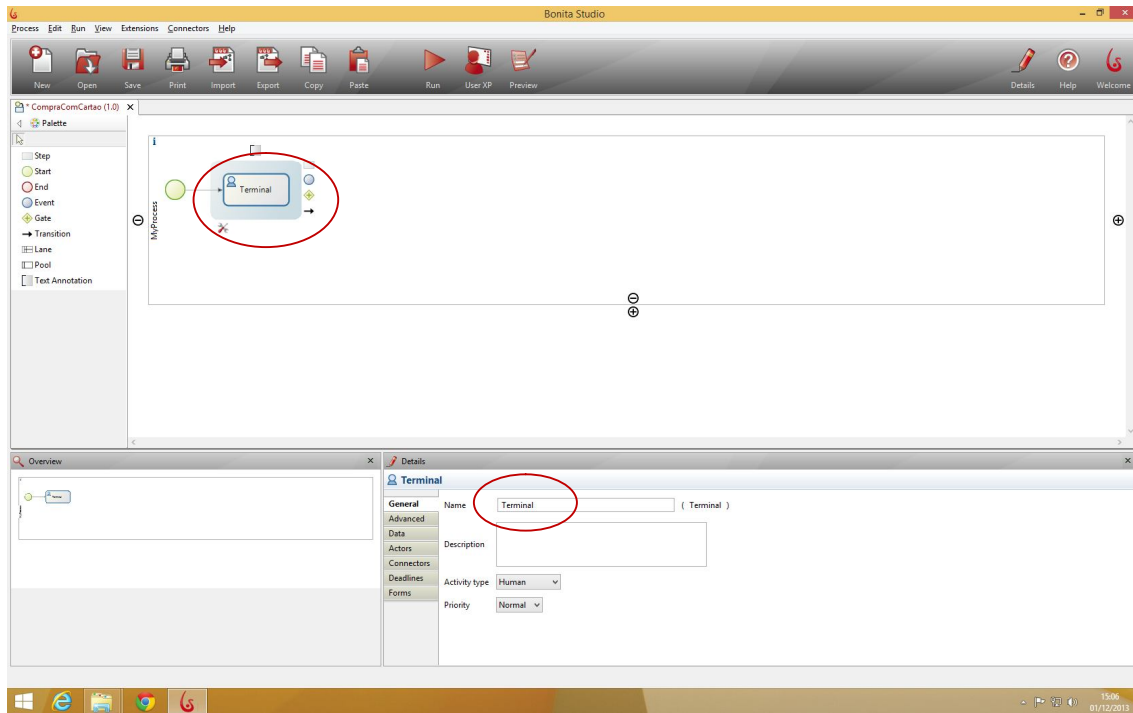 Bonita Studio
Process Edit Run View Extensions Connectors Help
New Open Save Print Import Export Copy Paste Run User XP Preview Details Help Welcome
* CompraComCartao (1.0)
Palette
Step
Start
End
Event
Gate
Transition
Lane
Pool
Text Annotation
MyProcess
Terminal
Overview
Details
Terminal
General
Advanced
Data
Actors
Connectors
Deadlines
Forms
Name Terminal ( Terminal )
Description
Activity type Human
Priority Normal
15:06
01/12/2013